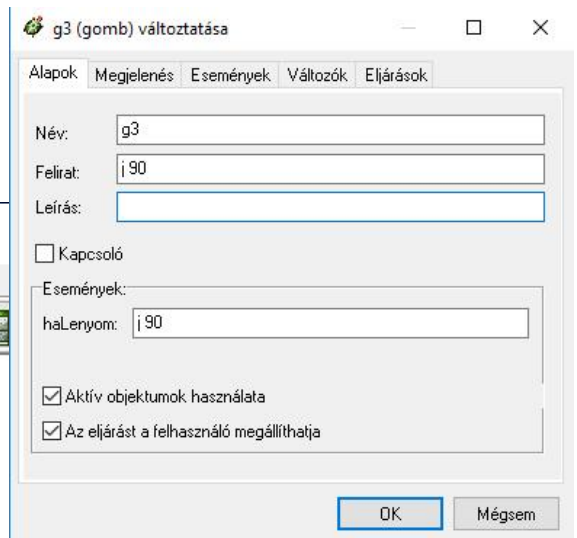 g3 (gomb) változtatása
Alapok Megjelenés Események Változók Eljárások
Név: g3
Felirat: j 90
Leírás:
Kapcsoló
Események:
haLenyom: j 90
Aktív objektumok használata
Az eljárást a felhasználó megállíthatja
OK Mégsem